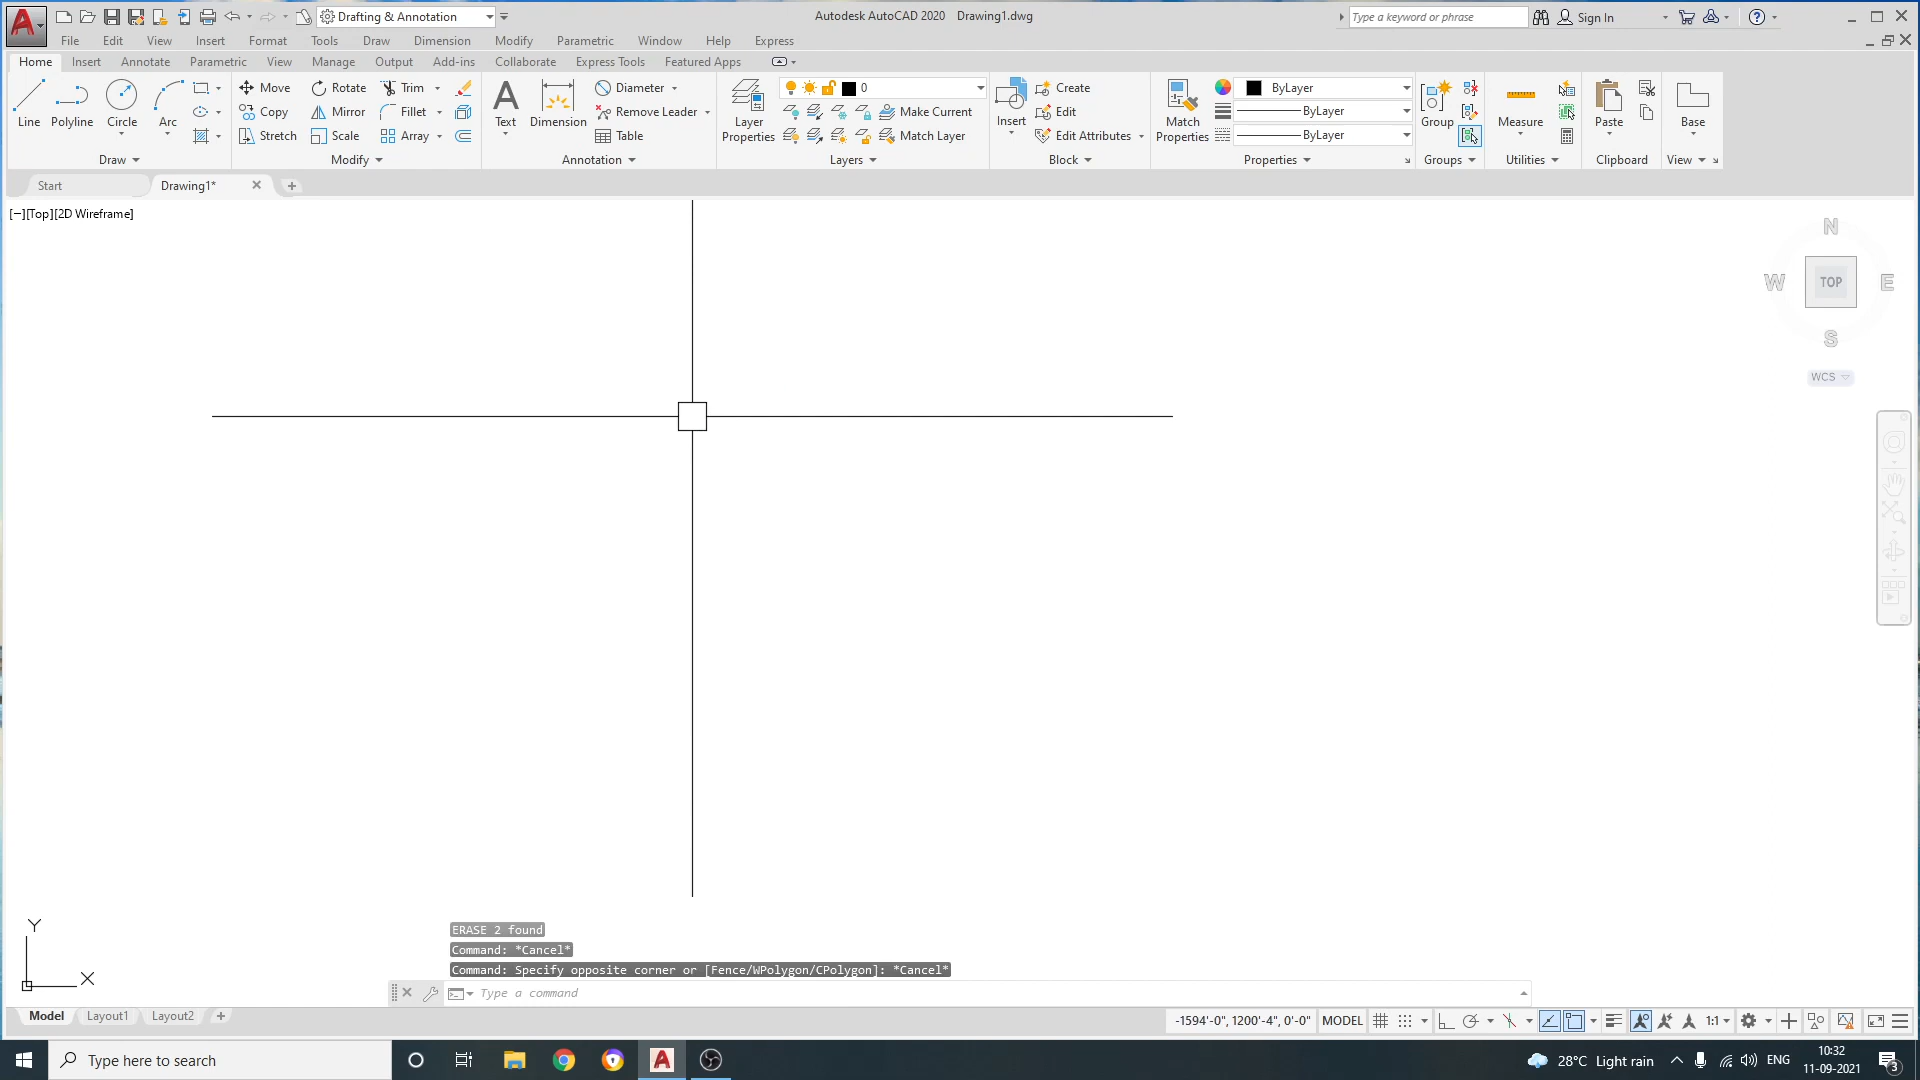 Drafting & Annotation
Autodesk AutoCAD 2020 Drawing1.dwg
Type a keyword or phrase
Sign In
File Edit View Insert Format Tools Draw Dimension Modify Parametric Window Help Express
Home Insert Annotate Parametric View Manage Output Add-ins Collaborate Express Tools Featured Apps
Line Polyline Circle Arc
Draw
Move Rotate Trim
Copy Mirror Fillet
Stretch Scale Array
Modify
Text Dimension
Diameter
Remove Leader
Table
Annotation
Layer Properties
0
Make Current
Match Layer
Layers
Insert
Create
Edit
Edit Attributes
Block
Match Properties
ByLayer
ByLayer
ByLayer
Properties
Group
Groups
Measure
Utilities
Paste
Clipboard
Base
View
Start
Drawing1*
[−][Top][2D Wireframe]
N
W TOP E
S
WCS
Y
X
ERASE 2 found
Command: *Cancel*
Command: Specify opposite corner or [Fence/WPolygon/CPolygon]: *Cancel*
Type a command
Model Layout1 Layout2
-1594'-0", 1200'-4", 0'-0" MODEL
1:1
Type here to search
28°C Light rain
ENG
10:32
11-09-2021
3